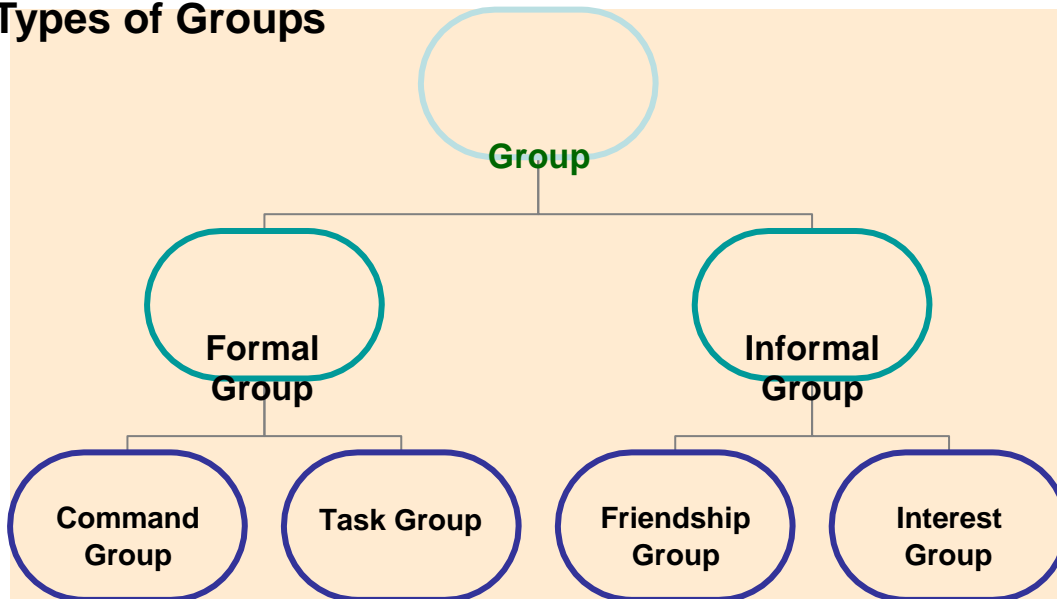 Types of Groups
Group
Formal
Group
Informal
Group
Command
Group
Task Group
Friendship
Group
Interest
Group